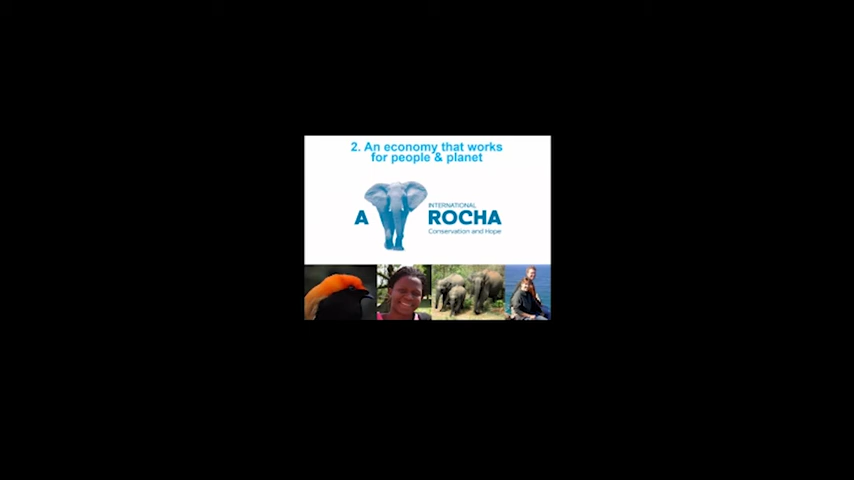 2. An economy that works
for people & planet
INTERNATIONAL
A ROCHA
Conservation and Hope